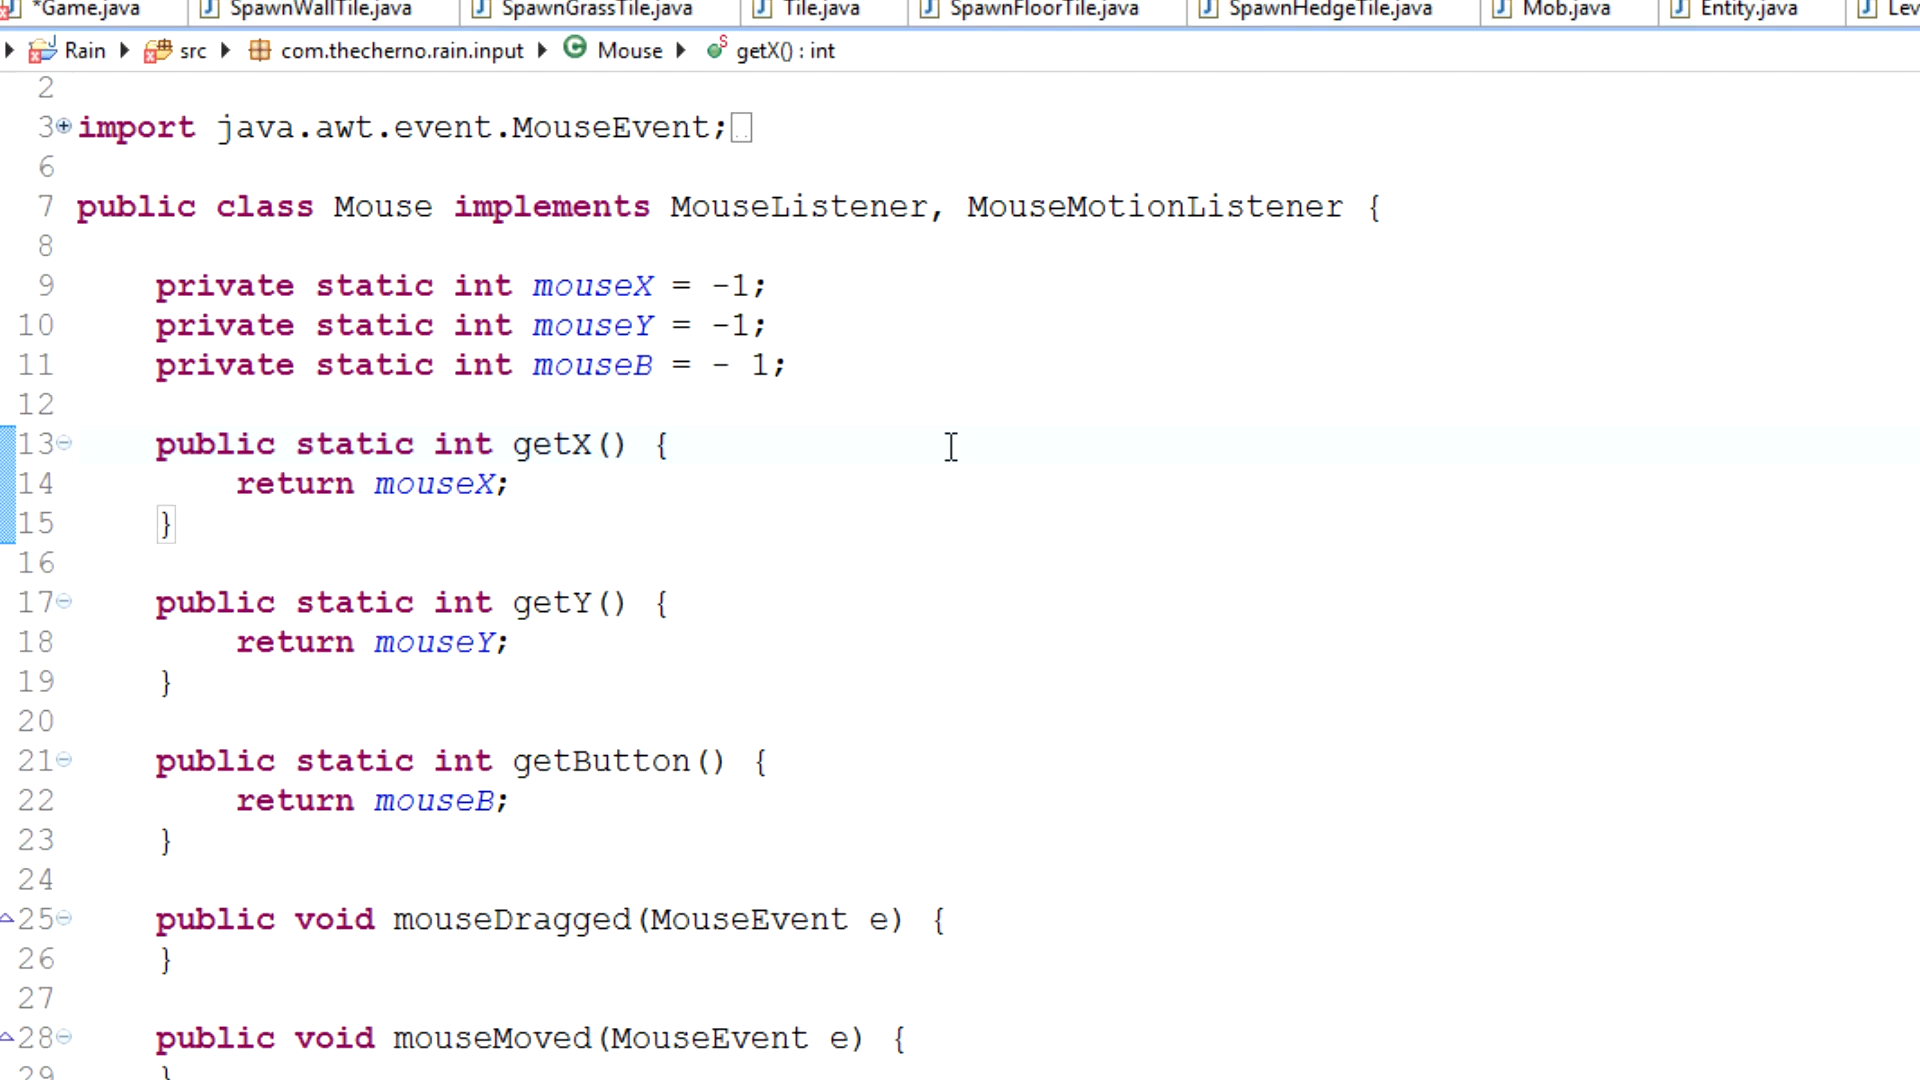 *Game.java SpawnWallTile.java SpawnGrassTile.java Tile.java SpawnFloorTile.java SpawnHedgeTile.java Mob.java Entity.java Lev
Rain src com.thecherno.rain.input Mouse getX() : int
2
3 import java.awt.event.MouseEvent;
6
7 public class Mouse implements MouseListener, MouseMotionListener {
8
9 private static int mouseX = -1;
10 private static int mouseY = -1;
11 private static int mouseB = - 1;
12
13 public static int getX() {
14 return mouseX;
15 }
16
17 public static int getY() {
18 return mouseY;
19 }
20
21 public static int getButton() {
22 return mouseB;
23 }
24
25 public void mouseDragged(MouseEvent e) {
26 }
27
28 public void mouseMoved(MouseEvent e) {
29 }